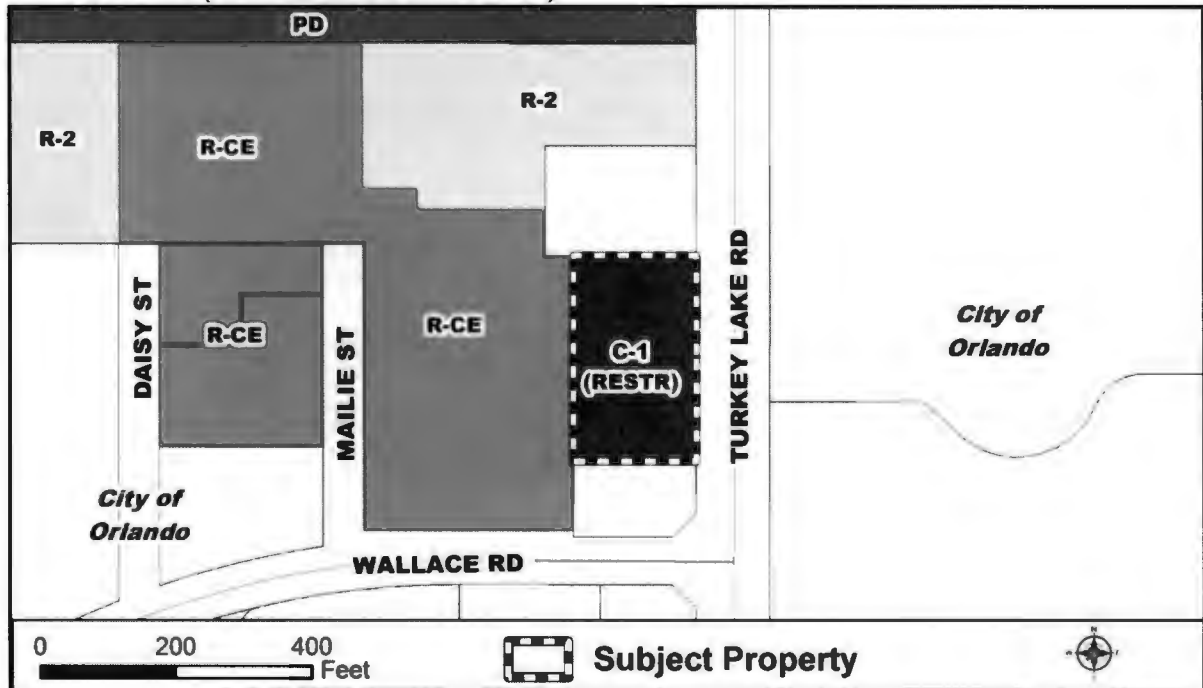 PD
R-2
R-2
R-CE
R-CE
R-CE
C-1
(RESTR)
DAISY ST
MAILIE ST
TURKEY LAKE RD
City of
Orlando
City of
Orlando
WALLACE RD
0 200 400
Feet
Subject Property
N